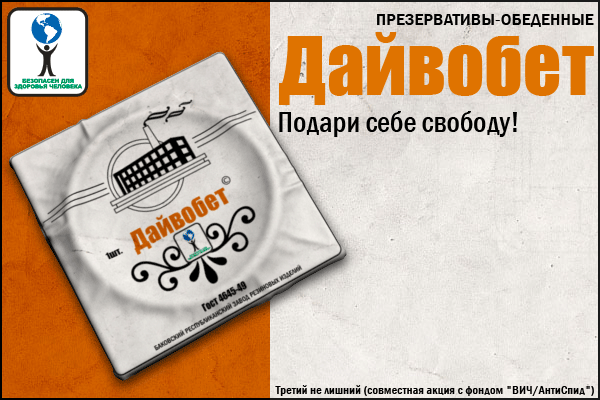 БЕЗОПАСЕН ДЛЯ
ЗДОРОВЬЯ ЧЕЛОВЕКА
ПРЕЗЕРВАТИВЫ-ОБЕДЕННЫЕ
Дайвобет
Подари себе свободу!
1шт.
Дайвобет©
Гост 4645-49
БАКОВСКИЙ РЕСПУБЛИКАНСКИЙ ЗАВОД РЕЗИНОВЫХ ИЗДЕЛИЙ
Третий не лишний (совместная акция с фондом "ВИЧ/АнтиСпид")